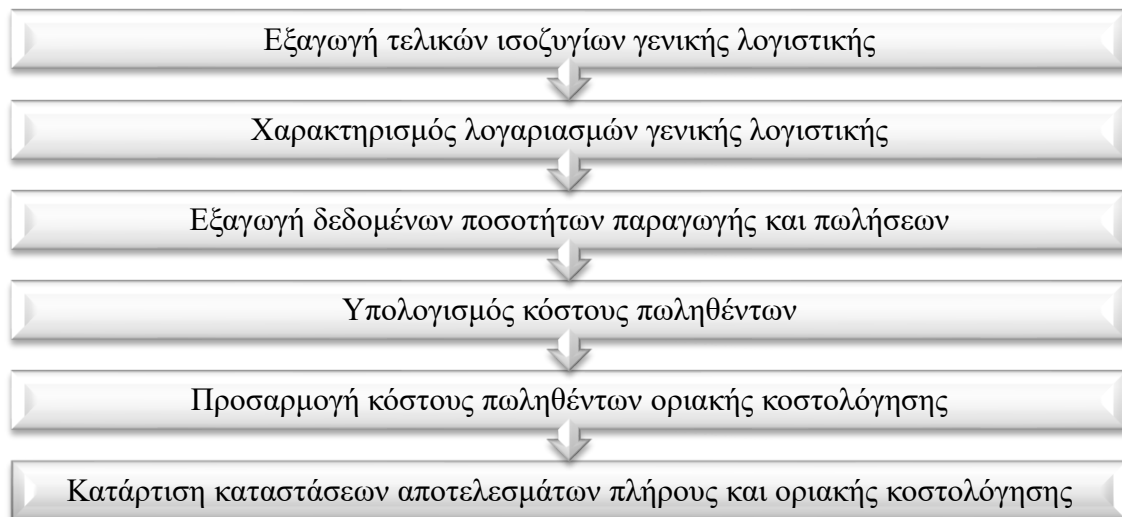 Εξαγωγή τελικών ισοζυγίων γενικής λογιστικής
Χαρακτηρισμός λογαριασμών γενικής λογιστικής
Εξαγωγή δεδομένων ποσοτήτων παραγωγής και πωλήσεων
Υπολογισμός κόστους πωληθέντων
Προσαρμογή κόστους πωληθέντων οριακής κοστολόγησης
Κατάρτιση καταστάσεων αποτελεσμάτων πλήρους και οριακής κοστολόγησης